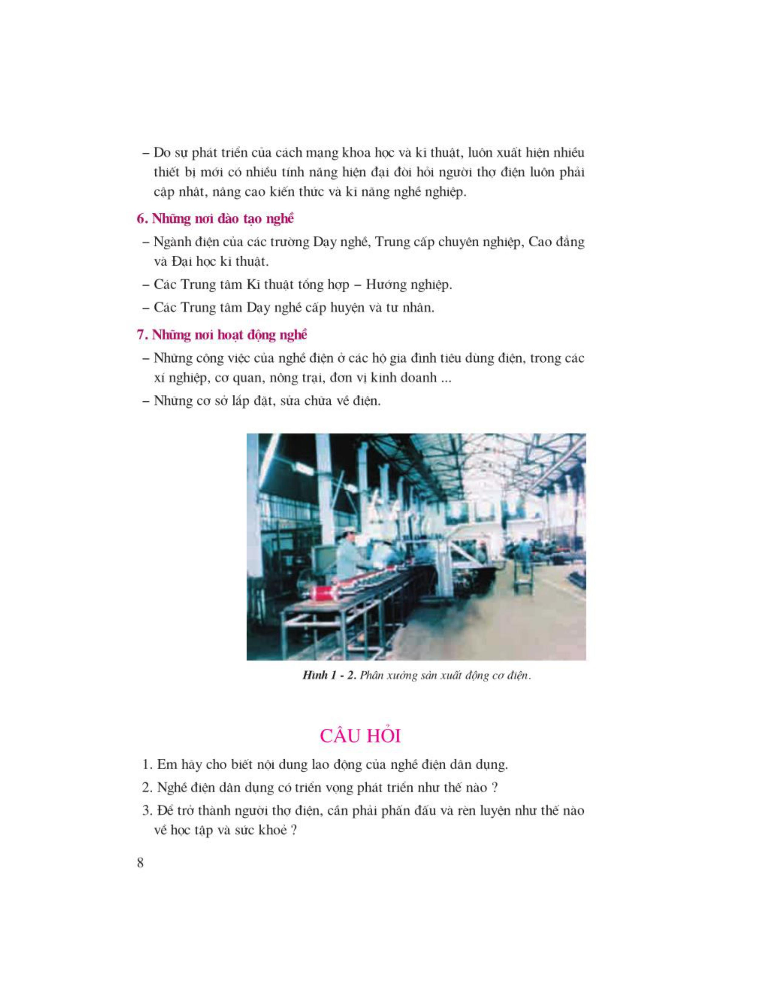 – Do sự phát triển của cách mạng khoa học và kĩ thuật, luôn xuất hiện nhiều
thiết bị mới có nhiều tính năng hiện đại đòi hỏi người thợ điện luôn phải
cập nhật, nâng cao kiến thức và kĩ năng nghề nghiệp.
6. Những nơi đào tạo nghề
– Ngành điện của các trường Dạy nghề, Trung cấp chuyên nghiệp, Cao đẳng
và Đại học kĩ thuật.
– Các Trung tâm Kĩ thuật tổng hợp – Hướng nghiệp.
– Các Trung tâm Dạy nghề cấp huyện và tư nhân.
7. Những nơi hoạt động nghề
– Những công việc của nghề điện ở các hộ gia đình tiêu dùng điện, trong các
xí nghiệp, cơ quan, nông trại, đơn vị kinh doanh ...
– Những cơ sở lắp đặt, sửa chữa về điện.
Hình 1 - 2. Phân xưởng sản xuất động cơ điện.
CÂU HỎI
1. Em hãy cho biết nội dung lao động của nghề điện dân dụng.
2. Nghề điện dân dụng có triển vọng phát triển như thế nào ?
3. Để trở thành người thợ điện, cần phải phấn đấu và rèn luyện như thế nào
về học tập và sức khoẻ ?
8